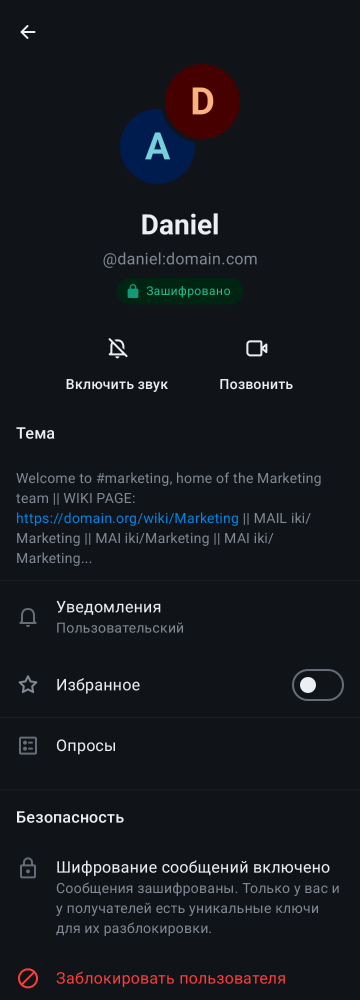 D
A
Daniel
@daniel:domain.com
Зашифровано
Включить звук
Позвонить
Тема
Welcome to #marketing, home of the Marketing
team || WIKI PAGE:
https://domain.org/wiki/Marketing || MAIL iki/
Marketing || MAI iki/Marketing || MAI iki/
Marketing...
Уведомления
Пользовательский
Избранное
Опросы
Безопасность
Шифрование сообщений включено
Сообщения зашифрованы. Только у вас и
у получателей есть уникальные ключи
для их разблокировки.
Заблокировать пользователя